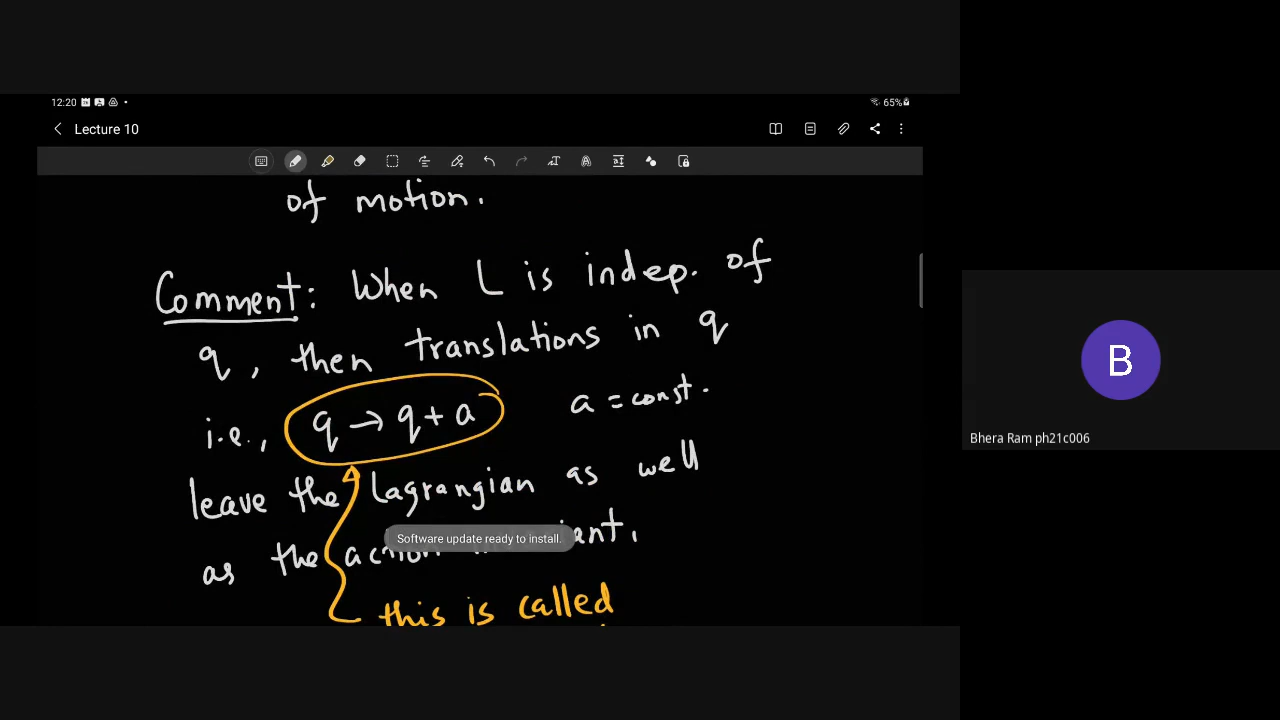 12:20
65%
Lecture 10
of motion.
Comment: When L is indep. of
q, then translations in q
i.e., q → q + a a = const.
leave the Lagrangian as well
Software update ready to install.
as the action
this is called
B
Bhera Ram ph21c006